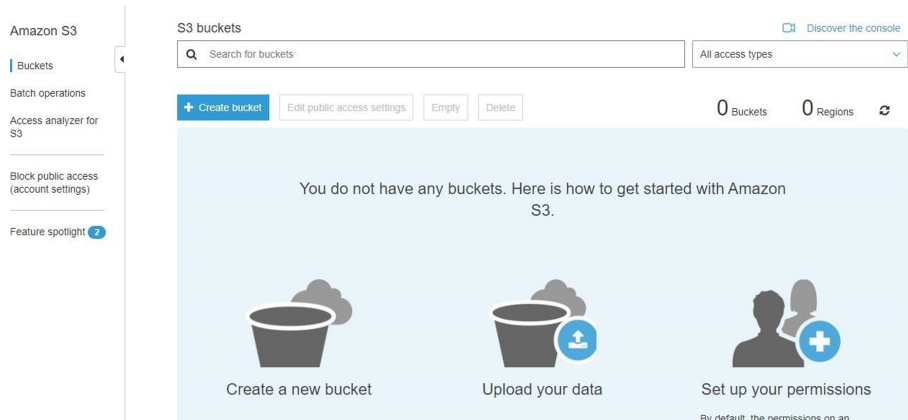 Amazon S3
Buckets
Batch operations
Access analyzer for
S3
Block public access
(account settings)
Feature spotlight 2
S3 buckets
Discover the console
Search for buckets
All access types
Create bucket
Edit public access settings
Empty
Delete
0 Buckets
0 Regions
You do not have any buckets. Here is how to get started with Amazon
S3.
Create a new bucket
Upload your data
Set up your permissions
By default, the permissions on an